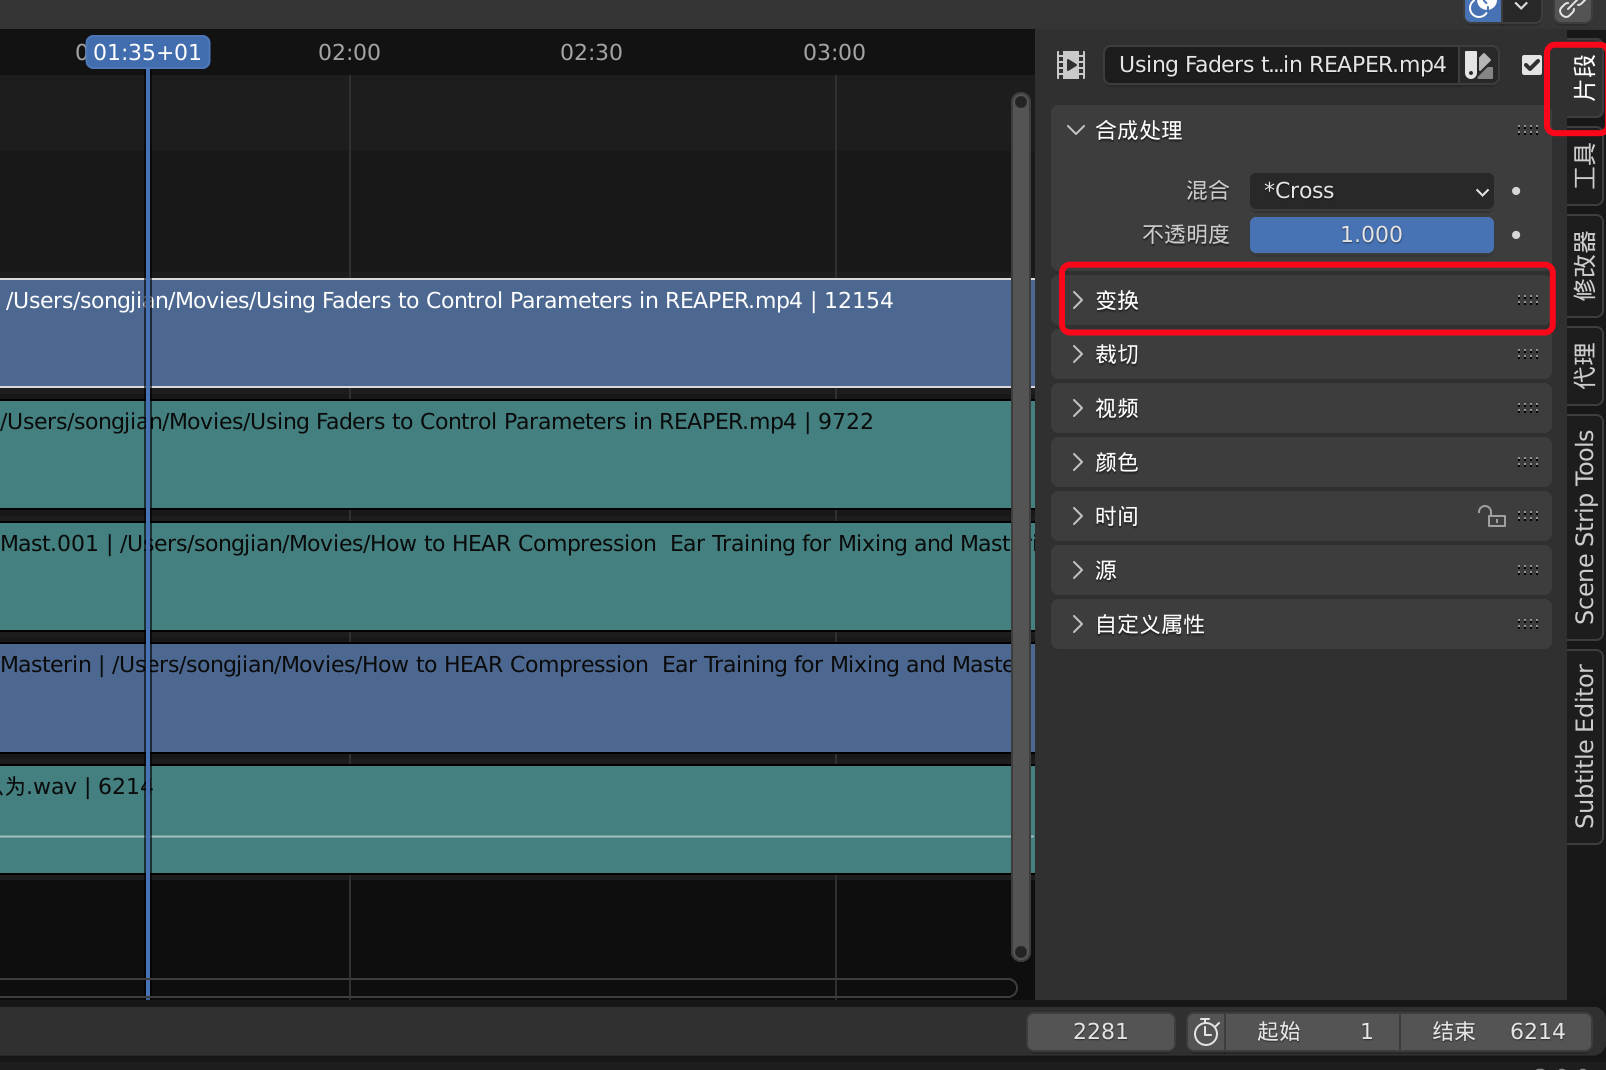 01:35+01
02:00
02:30
03:00
Using Faders t...in REAPER.mp4
片段
合成处理
混合
*Cross
不透明度
1.000
变换
裁切
视频
颜色
时间
源
自定义属性
工具
修改器
代理
Scene Strip Tools
Subtitle Editor
/Users/songjian/Movies/Using Faders to Control Parameters in REAPER.mp4 | 12154
/Users/songjian/Movies/Using Faders to Control Parameters in REAPER.mp4 | 9722
Mast.001 | /Users/songjian/Movies/How to HEAR Compression  Ear Training for Mixing and Masteri
Masterin | /Users/songjian/Movies/How to HEAR Compression  Ear Training for Mixing and Maste
为.wav | 6214
2281
起始 1
结束 6214